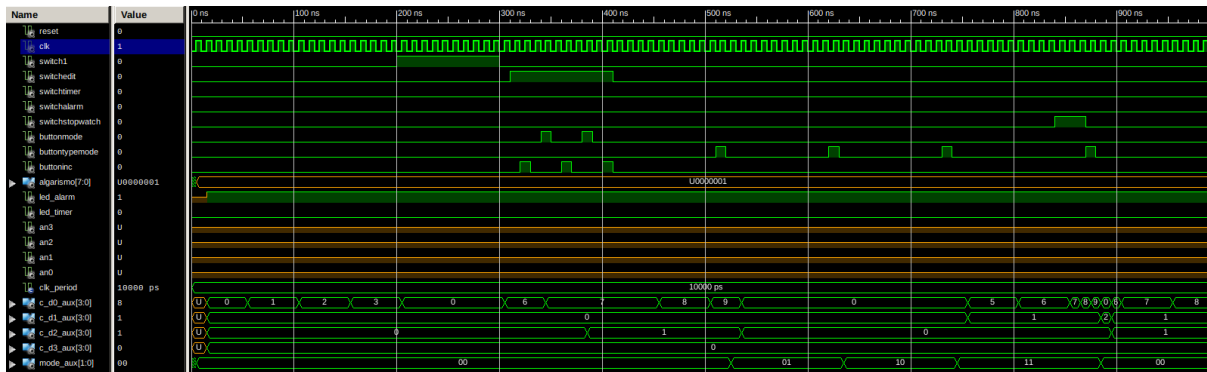 Name Value 0 ns 100 ns 200 ns 300 ns 400 ns 500 ns 600 ns 700 ns 800 ns 900 ns
reset 0
clk 1
switch1 0
switchedit 0
switchtimer 0
switchalarm 0
switchstopwatch 0
buttonmode 0
buttontypemode 0
buttoninc 0
algarismo[7:0] U0000001 U0000001
led_alarm 1
led_timer 0
an3 U
an2 U
an1 U
an0 U
clk_period 10000 ps 10000 ps
c_d0_aux[3:0] 8 U 0 1 2 3 0 6 7 8 9 0 5 6 7 8 9 0 6 7 8
c_d1_aux[3:0] 1 U 0 1 2 1
c_d2_aux[3:0] 1 U 0 1 0 1
c_d3_aux[3:0] 0 U 0
mode_aux[1:0] 00 00 01 10 11 00